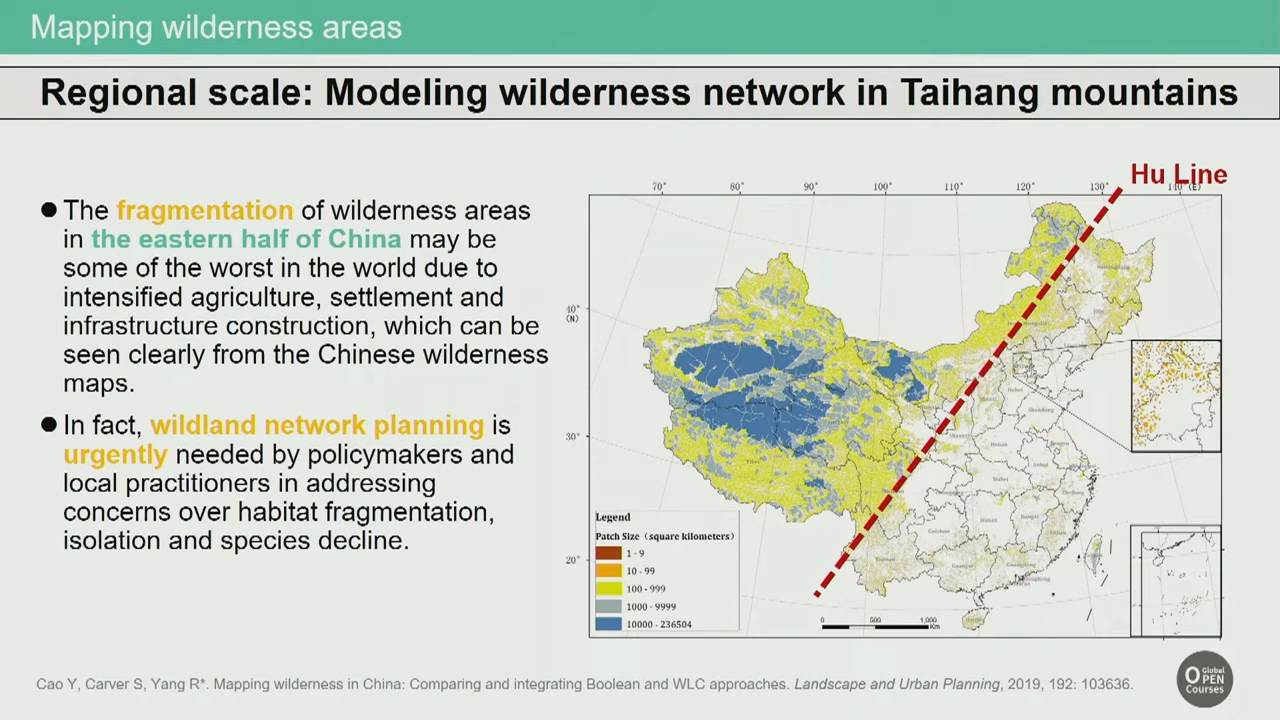 Mapping wilderness areas
Regional scale: Modeling wilderness network in Taihang mountains
● The fragmentation of wilderness areas
in the eastern half of China may be
some of the worst in the world due to
intensified agriculture, settlement and
infrastructure construction, which can be
seen clearly from the Chinese wilderness
maps.
● In fact, wildland network planning is
urgently needed by policymakers and
local practitioners in addressing
concerns over habitat fragmentation,
isolation and species decline.
Hu Line
70° 80° 90° 100° 110° 120° 130° 140°(E)
40°
(N)
30°
20°
Legend
Patch Size (square kilometers)
1 - 9
10 - 99
100 - 999
1000 - 9999
10000 - 236504
0 500 1,000
Km
Cao Y, Carver S, Yang R*. Mapping wilderness in China: Comparing and integrating Boolean and WLC approaches. Landscape and Urban Planning, 2019, 192: 103636.
Global
OPEN
Courses